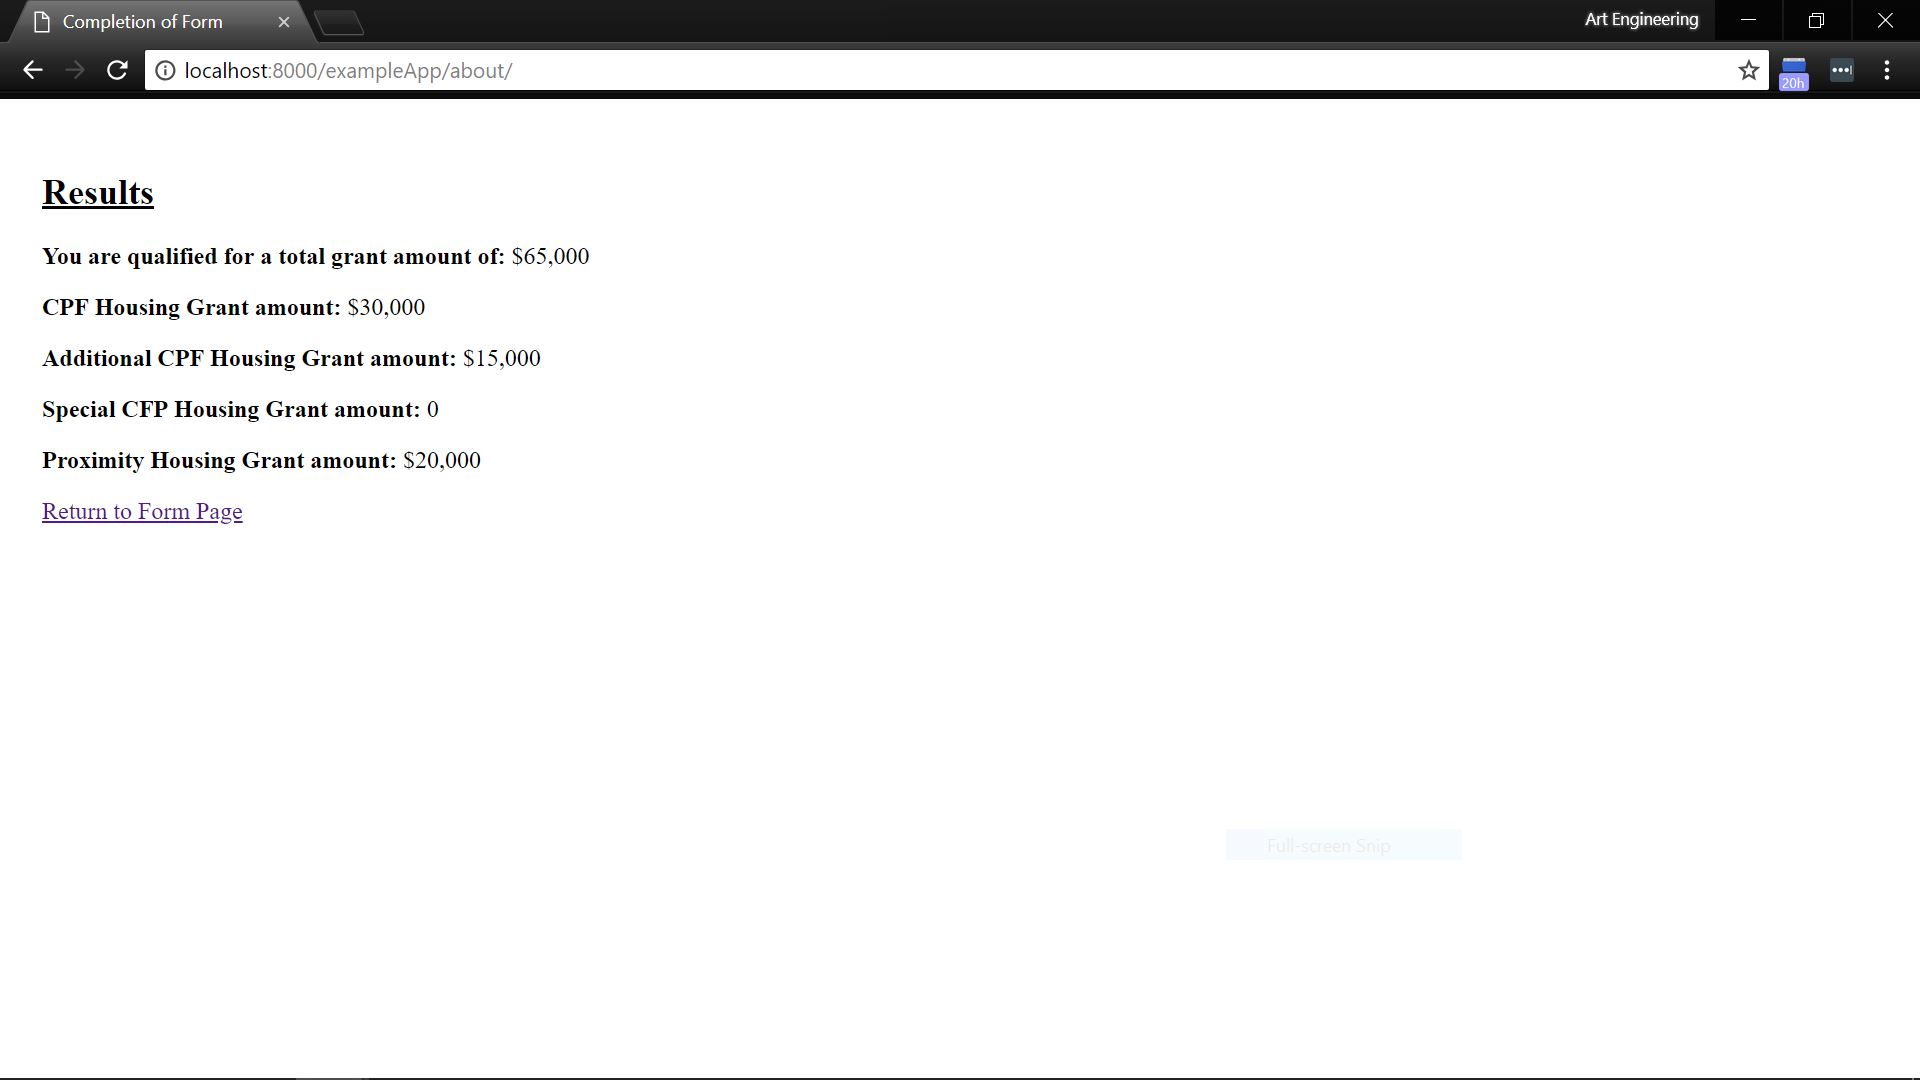 Completion of Form
Art Engineering
localhost:8000/exampleApp/about/
20h
Results
You are qualified for a total grant amount of: $65,000
CPF Housing Grant amount: $30,000
Additional CPF Housing Grant amount: $15,000
Special CFP Housing Grant amount: 0
Proximity Housing Grant amount: $20,000
Return to Form Page
Full-screen Snip